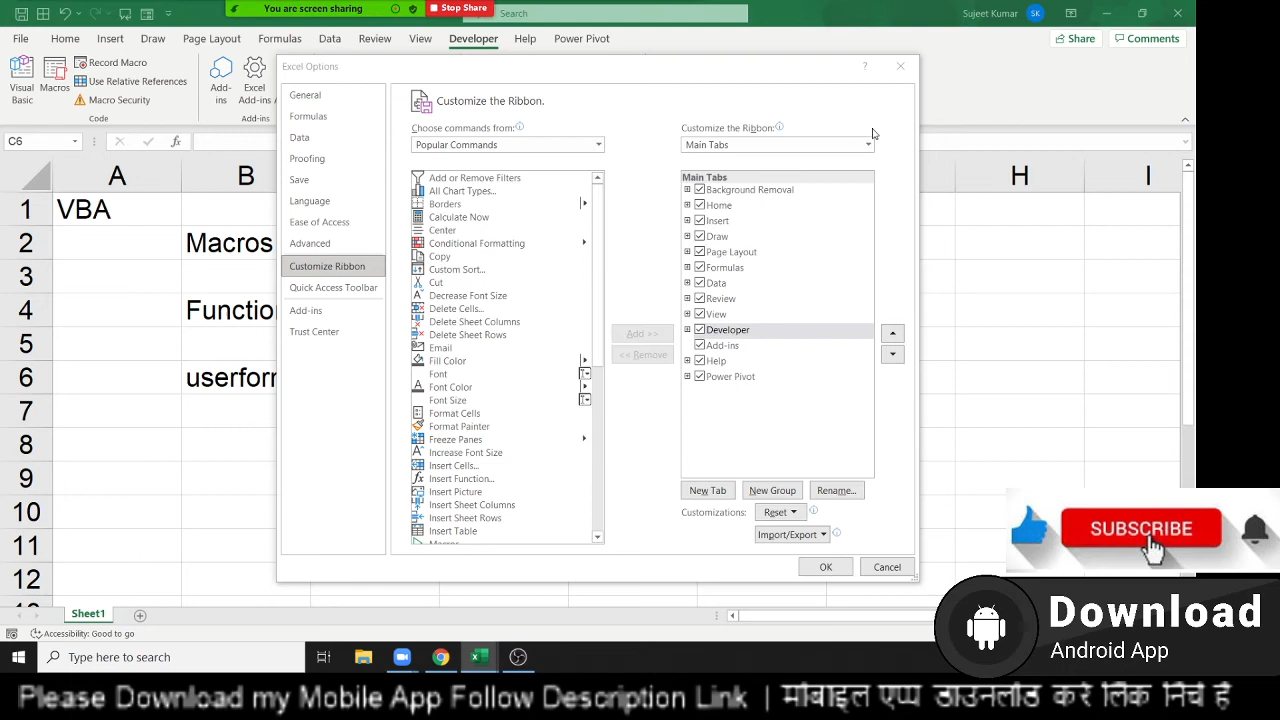 You are screen sharing
Stop Share
Search
Sujeet Kumar
SK
File Home Insert Draw Page Layout Formulas Data Review View Developer Help Power Pivot
Share
Comments
Visual Basic
Macros
Record Macro
Use Relative References
Macro Security
Code
Add-ins
Excel Add-ins
Add-ins
C6
fx
A B H I
1 VBA
2 Macros
3
4
5
6
7
8
9
10
11
12
Excel Options
?
General
Formulas
Data
Proofing
Save
Language
Ease of Access
Advanced
Customize Ribbon
Quick Access Toolbar
Add-ins
Trust Center
Customize the Ribbon.
Choose commands from:
Popular Commands
Add or Remove Filters
All Chart Types...
Borders
Calculate Now
Center
Conditional Formatting
Copy
Custom Sort...
Cut
Decrease Font Size
Delete Cells...
Delete Sheet Columns
Delete Sheet Rows
Email
Fill Color
Font
Font Color
Font Size
Format Cells
Format Painter
Freeze Panes
Increase Font Size
Insert Cells...
Insert Function...
Insert Picture
Insert Sheet Columns
Insert Sheet Rows
Insert Table
Add >>
<< Remove
Customize the Ribbon:
Main Tabs
Main Tabs
Background Removal
Home
Insert
Draw
Page Layout
Formulas
Data
Review
View
Developer
Add-ins
Help
Power Pivot
New Tab
New Group
Rename...
Customizations:
Reset
Import/Export
OK
Cancel
SUBSCRIBE
Download
Android App
Sheet1
Accessibility: Good to go
Type here to search
Please Download my Mobile App Follow Description Link | मोबाइल एप्प डाउनलोड करे लिंक निचे है